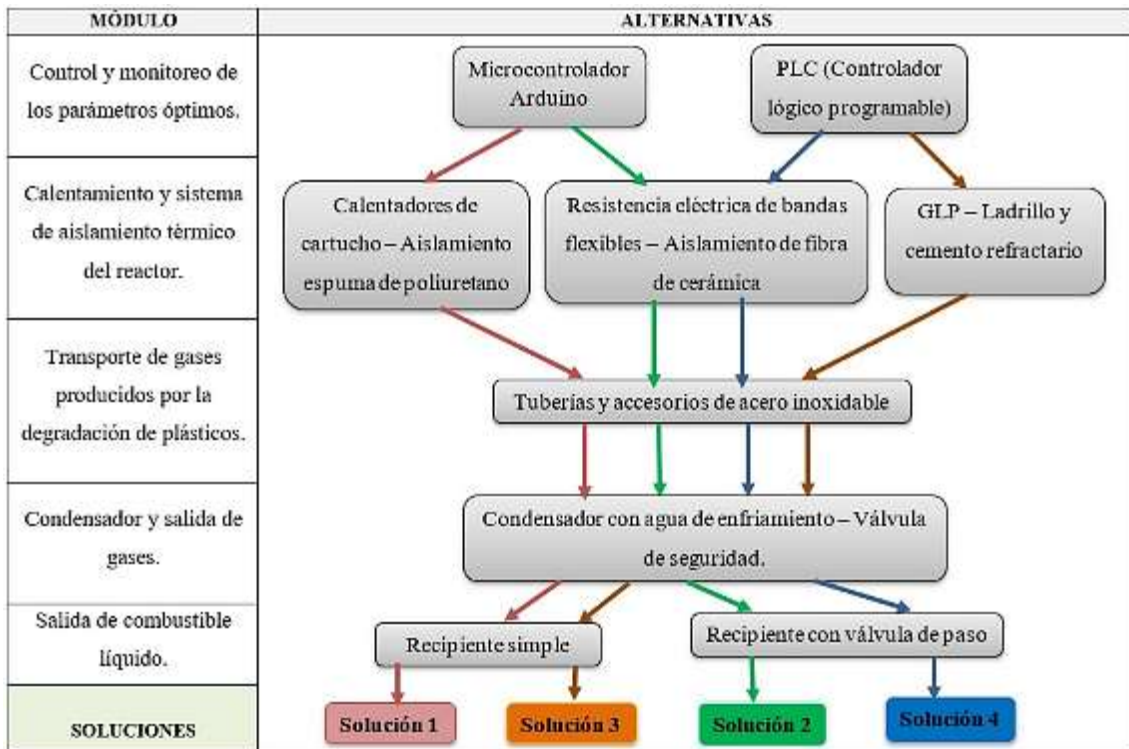 MÓDULO
ALTERNATIVAS
Control y monitoreo de
los parámetros óptimos.
Microcontrolador
Arduino
PLC (Controlador
lógico programable)
Calentamiento y sistema
de aislamiento térmico
del reactor.
Calentadores de
cartucho – Aislamiento
espuma de poliuretano
Resistencia eléctrica de bandas
flexibles – Aislamiento de fibra
de cerámica
GLP – Ladrillo y
cemento refractario
Transporte de gases
producidos por la
degradación de plásticos.
Tuberías y accesorios de acero inoxidable
Condensador y salida de
gases.
Condensador con agua de enfriamiento – Válvula
de seguridad.
Salida de combustible
líquido.
Recipiente simple
Recipiente con válvula de paso
SOLUCIONES
Solución 1
Solución 3
Solución 2
Solución 4